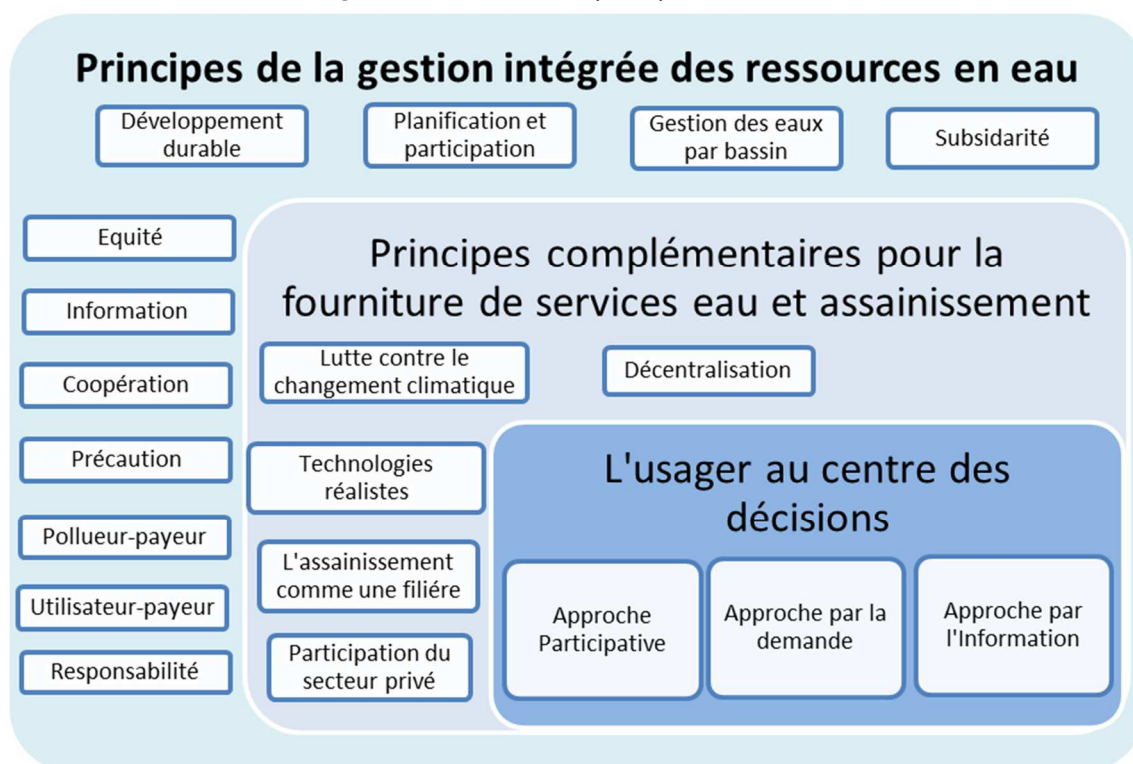 Principes de la gestion intégrée des ressources en eau
Développement
durable
Planification et
participation
Gestion des eaux
par bassin
Subsidarité
Equité
Information
Coopération
Précaution
Pollueur-payeur
Utilisateur-payeur
Responsabilité
Principes complémentaires pour la
fourniture de services eau et assainissement
Lutte contre le
changement climatique
Décentralisation
Technologies
réalistes
L'assainissement
comme une filiére
Participation du
secteur privé
L'usager au centre des
décisions
Approche
Participative
Approche par la
demande
Approche par
l'Information